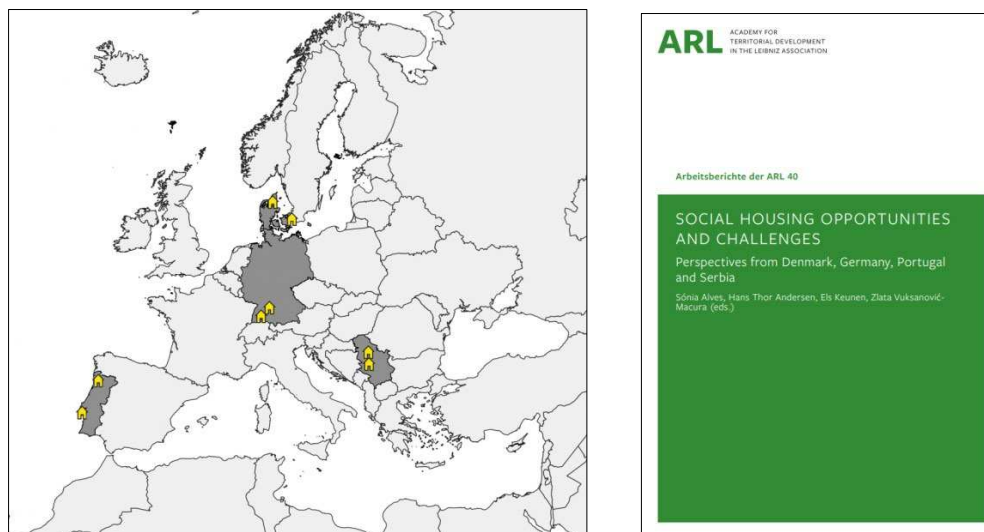 ARL
ACADEMY FOR
TERRITORIAL DEVELOPMENT
IN THE LEIBNIZ ASSOCIATION
Arbeitsberichte der ARL 40
SOCIAL HOUSING OPPORTUNITIES
AND CHALLENGES
Perspectives from Denmark, Germany, Portugal
and Serbia
Sónia Alves, Hans Thor Andersen, Els Keunen, Zlata Vuksanović-
Macura (eds.)